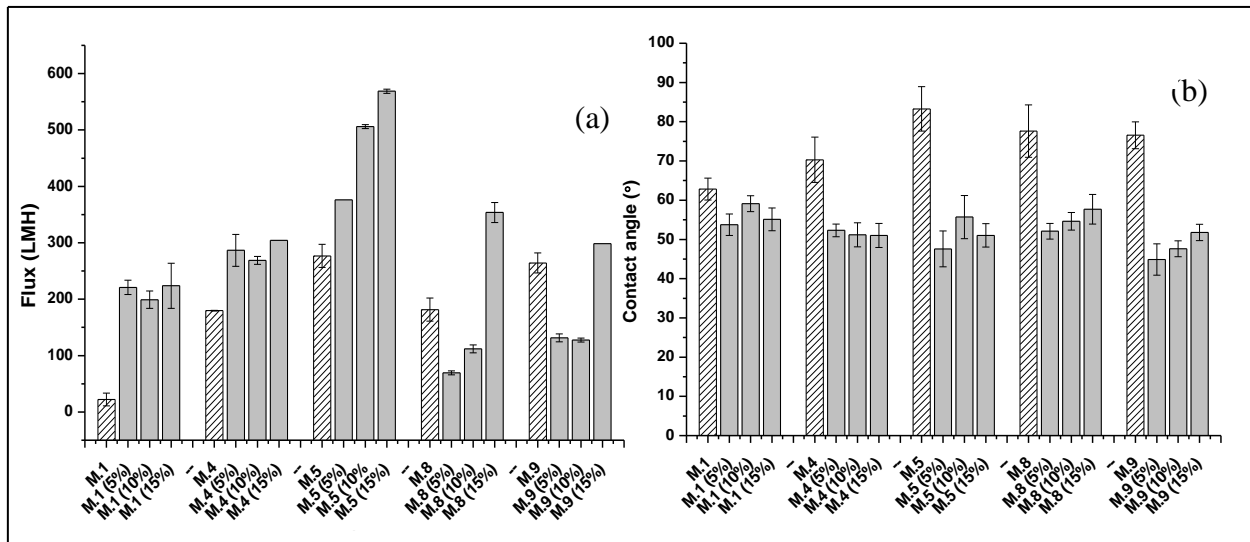 (a)
Flux (LMH)
600
500
400
300
200
100
0
M.1
M.1 (5%)
M.1 (10%)
M.1 (15%)
–
M.4
M.4 (5%)
M.4 (10%)
M.4 (15%)
–
M.5
M.5 (5%)
M.5 (10%
M.5 (15%)
–
M.8
M.8 (5%)
M.8 (10%)
M.8 (15%)
–
M.9
M.9 (5%)
M.9 (10%)
M.9 (15%)
(b)
Contact angle (°)
100
90
80
70
60
50
40
30
20
10
0
M.1
M.1 (5%)
M.1 (10%)
M.1 (15%)
–
M.4
M.4 (5%)
M.4 (10%)
M.4 (15%)
–
M.5
M.5 (5%)
M.5 (10%)
M.5 (15%)
–
M.8
M.8 (5%)
M.8 (10%)
M.8 (15%)
–
M.9
M.9 (5%)
M.9 (10%)
M.9 (15%)